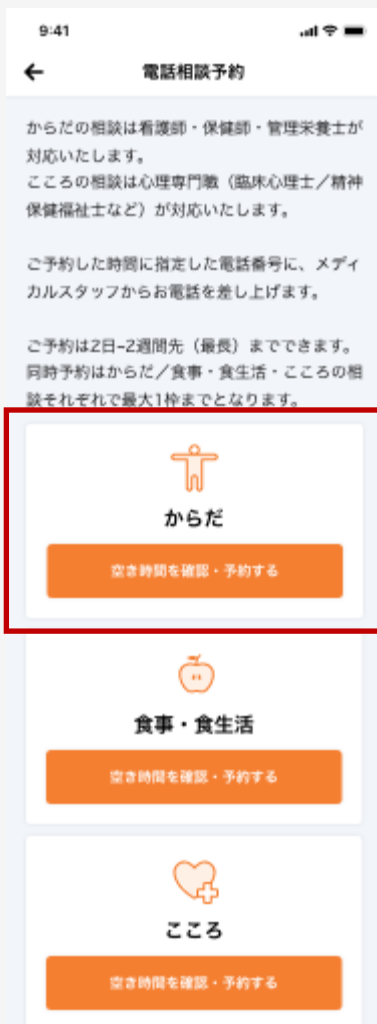 9:41
電話相談予約
からだの相談は看護師・保健師・管理栄養士が
対応いたします。
こころの相談は心理専門職（臨床心理士／精神
保健福祉士など）が対応いたします。
ご予約した時間に指定した電話番号に、メディ
カルスタッフからお電話を差し上げます。
ご予約は2日-2週間先（最長）までできます。
同時予約はからだ／食事・食生活・こころの相
談それぞれで最大1枠までとなります。
からだ
空き時間を確認・予約する
食事・食生活
空き時間を確認・予約する
こころ
空き時間を確認・予約する